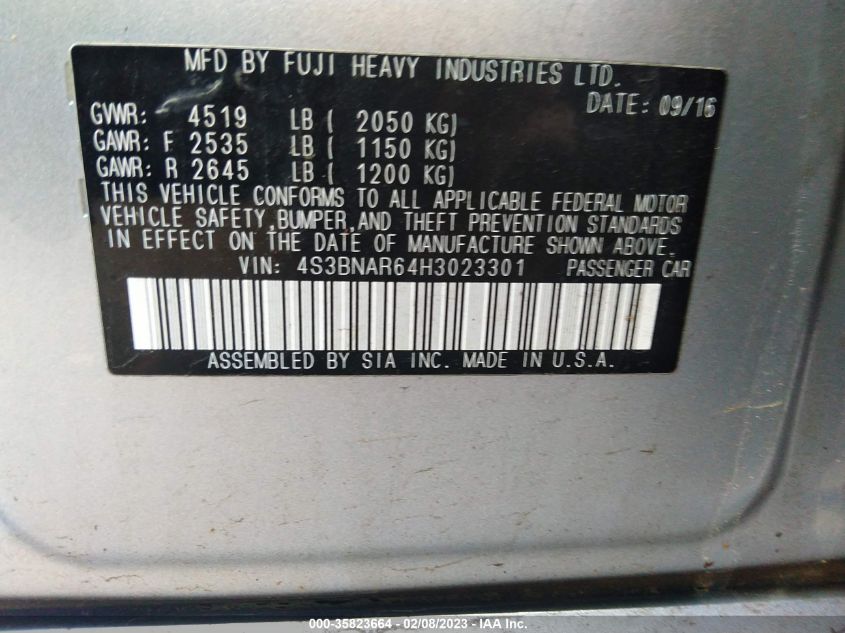 MFD BY FUJI HEAVY INDUSTRIES LTD.
DATE: 09/16
GVWR: 4519 LB ( 2050 KG)
GAWR: F 2535 LB ( 1150 KG)
GAWR: R 2645 LB ( 1200 KG)
THIS VEHICLE CONFORMS TO ALL APPLICABLE FEDERAL MOTOR
VEHICLE SAFETY,BUMPER,AND THEFT PREVENTION STANDARDS
IN EFFECT ON THE DATE OF MANUFACTURE SHOWN ABOVE.
VIN: 4S3BNAR64H3023301 PASSENGER CAR
ASSEMBLED BY SIA INC. MADE IN U.S.A.
000-35823664 - 02/08/2023 - © IAA Inc.